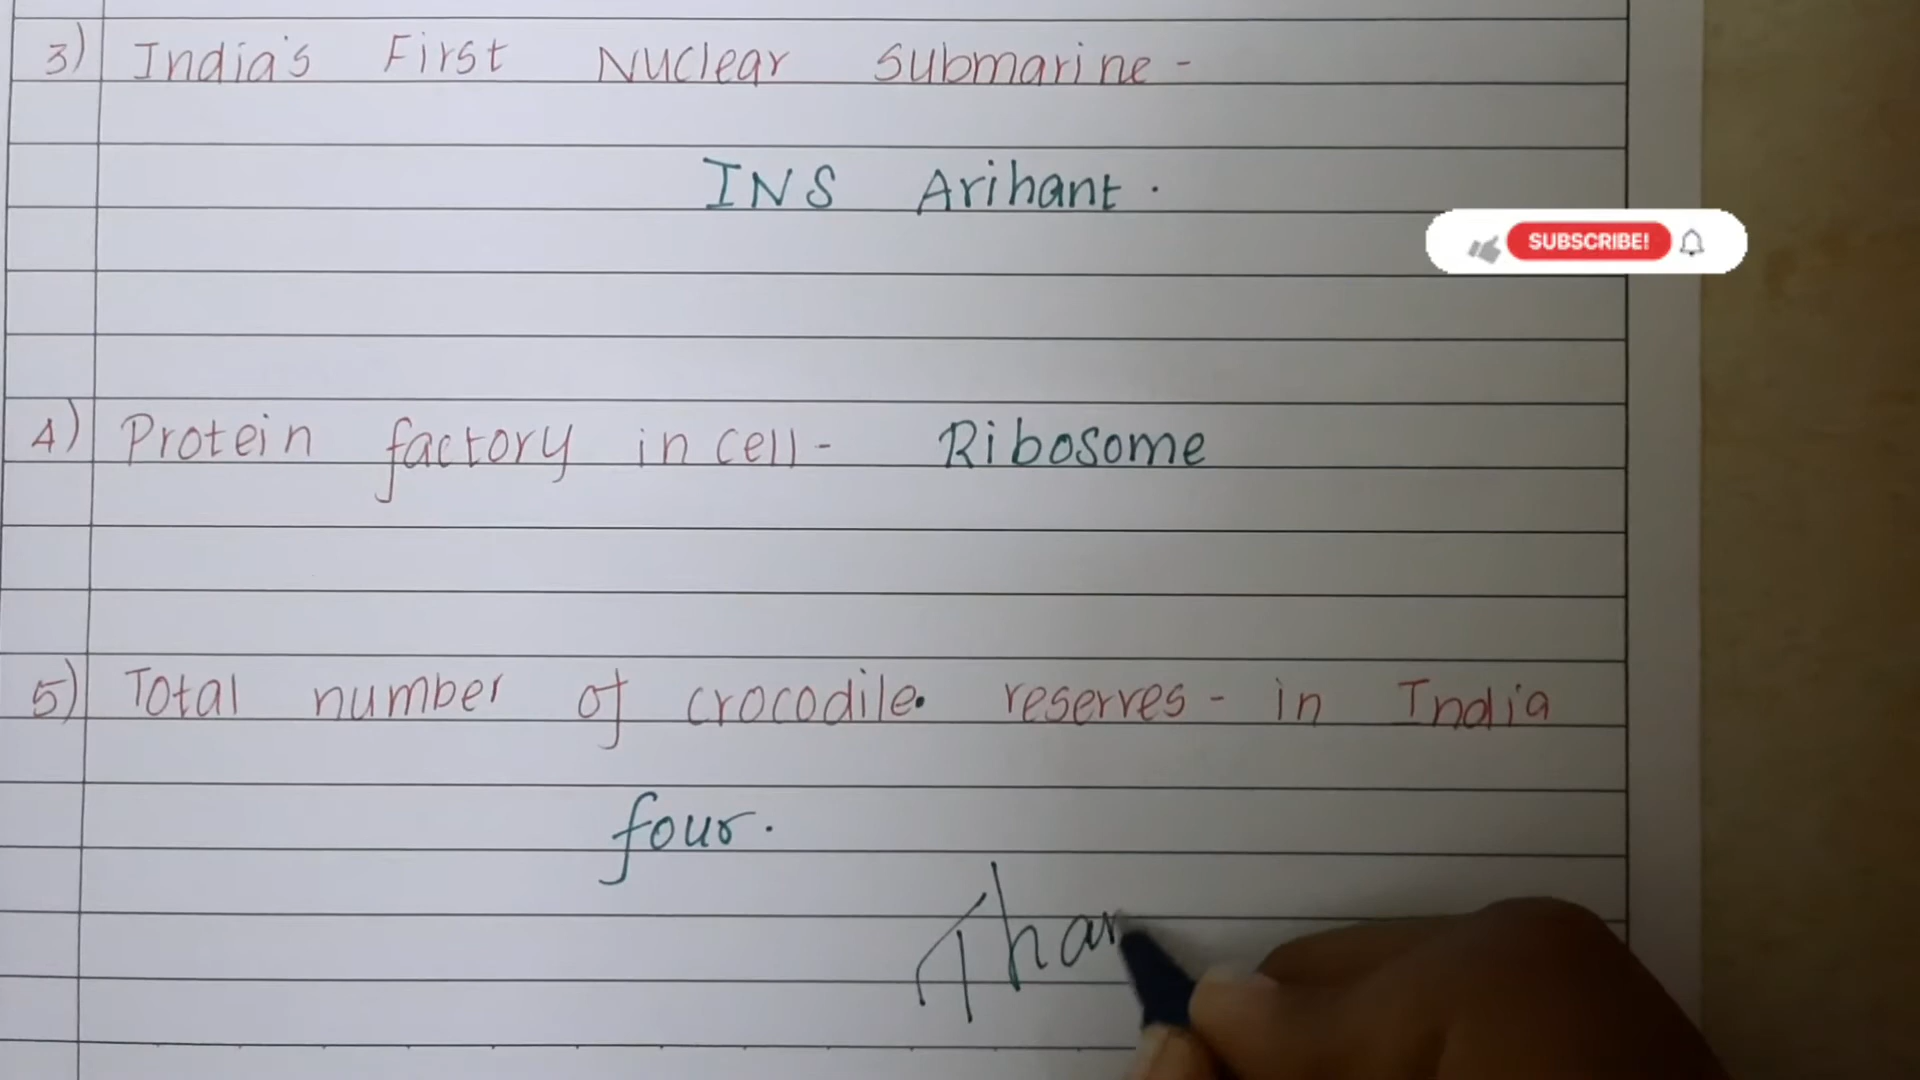 3) India's First Nuclear Submarine -
INS Arihant.
SUBSCRIBE!
4) Protein factory in cell - Ribosome
5) Total number of crocodile. reserves - in India
four.
Than